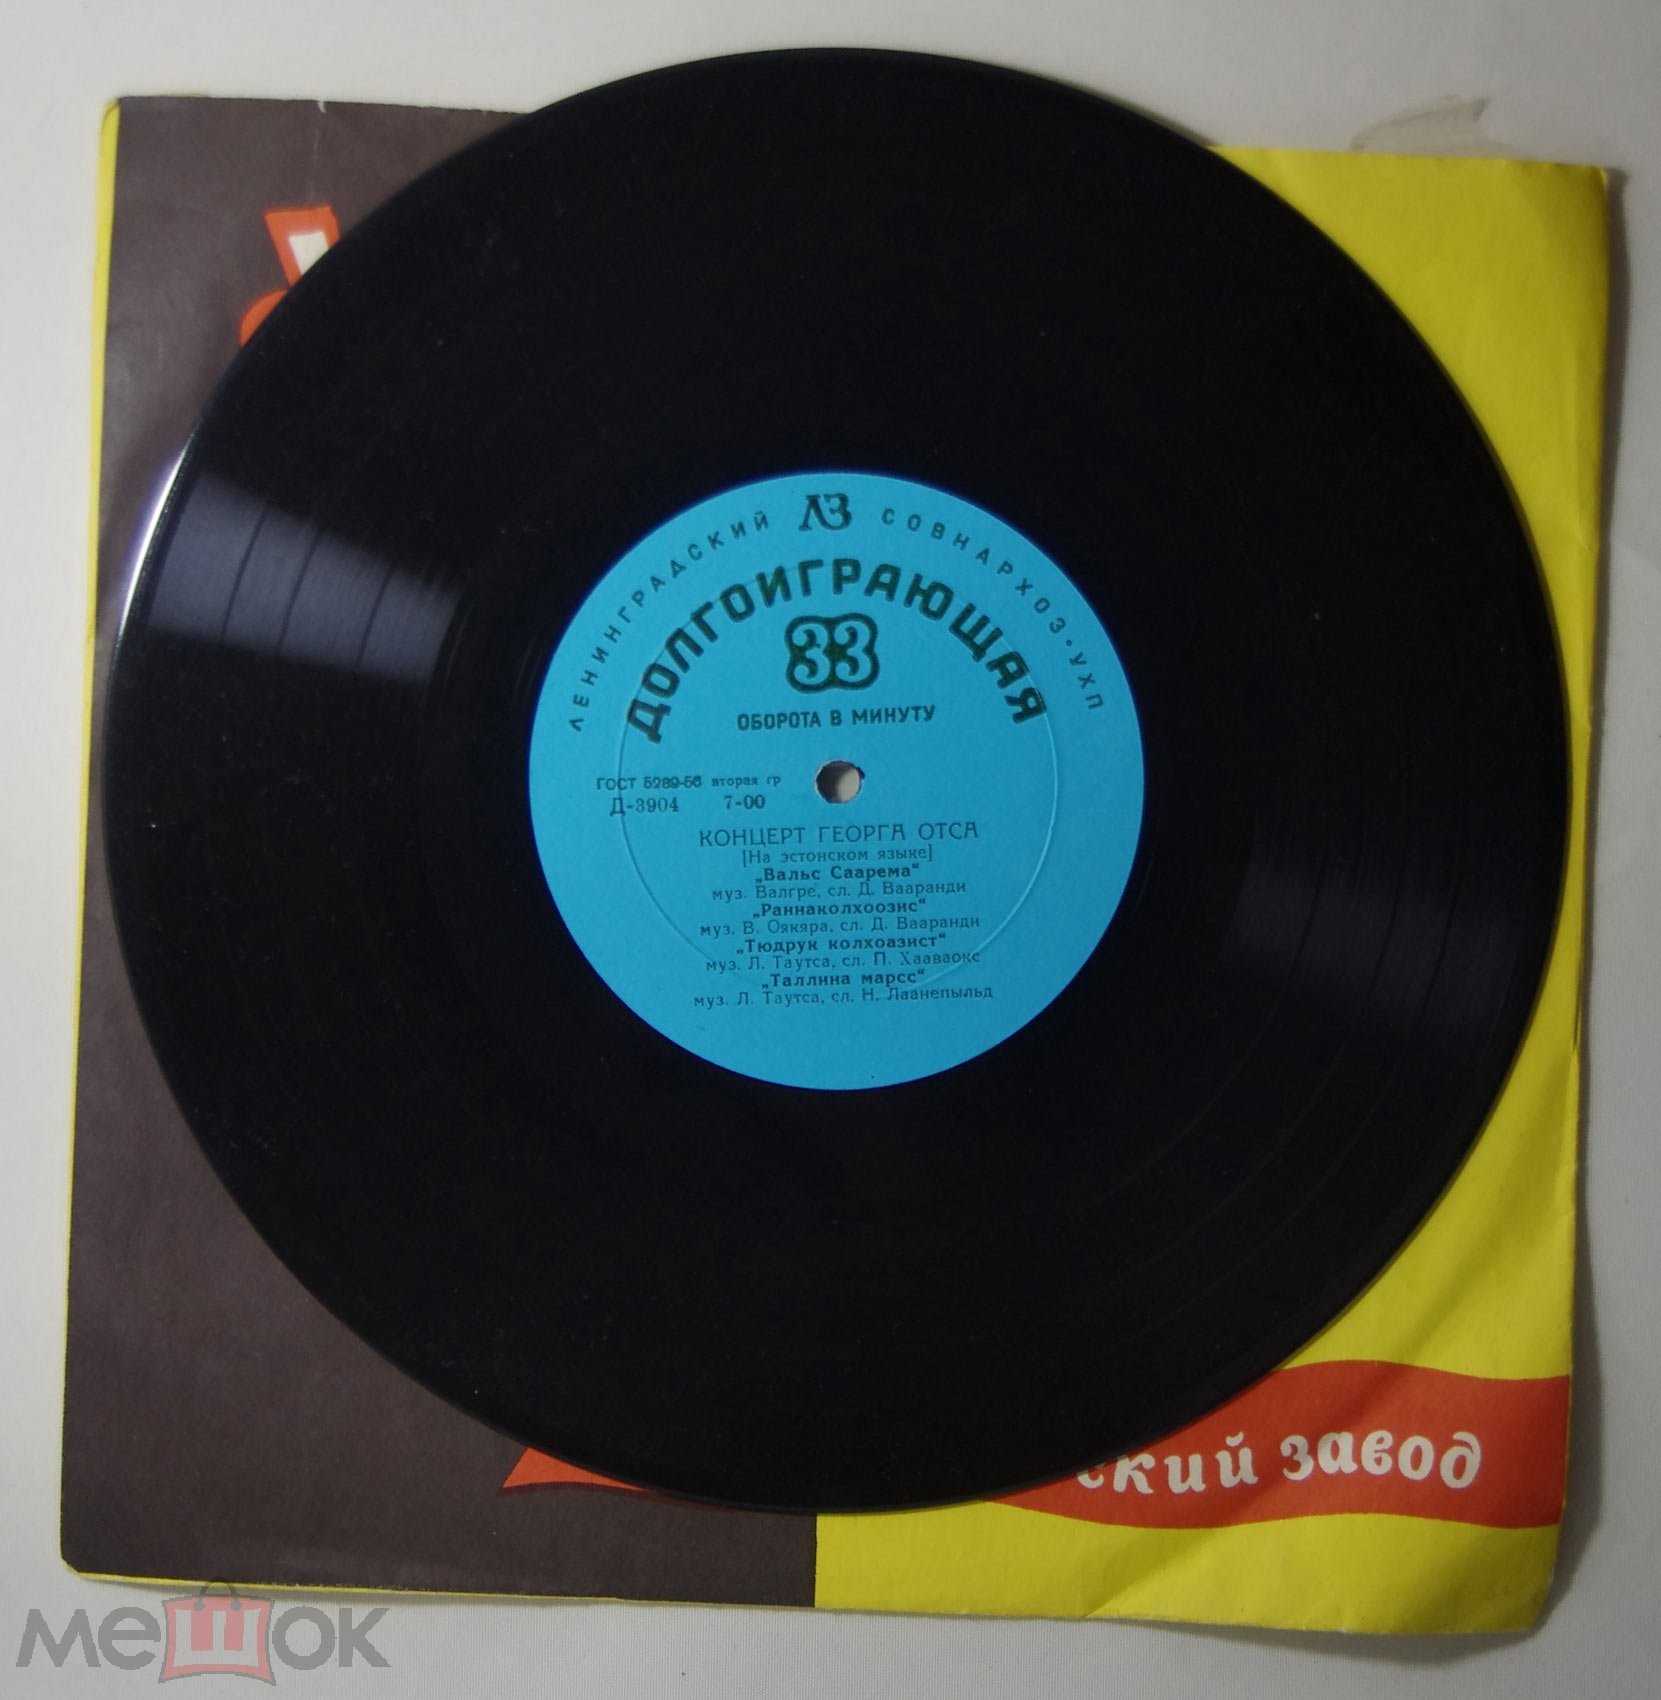 ЛЕНИНГРАДСКИЙ ЛЗ СОВНАРХОЗ·УХП
ДОЛГОИГРАЮЩАЯ
33
ОБОРОТА В МИНУТУ
ГОСТ 5289-56 вторая гр
Д-3904 7-00
КОНЦЕРТ ГЕОРГА ОТСА
[На эстонском языке]
„Вальс Саарема“
муз. Валгре, сл. Д. Вааранди
„Раннаколхоозис“
муз. В. Оякяра, сл. Д. Вааранди
„Тюдрук колхоазист“
муз. Л. Таутса, сл. П. Хааваокс
„Таллина марсс“
муз. Л. Таутса, сл. Н. Лаанепыльд
ский завод
мешок